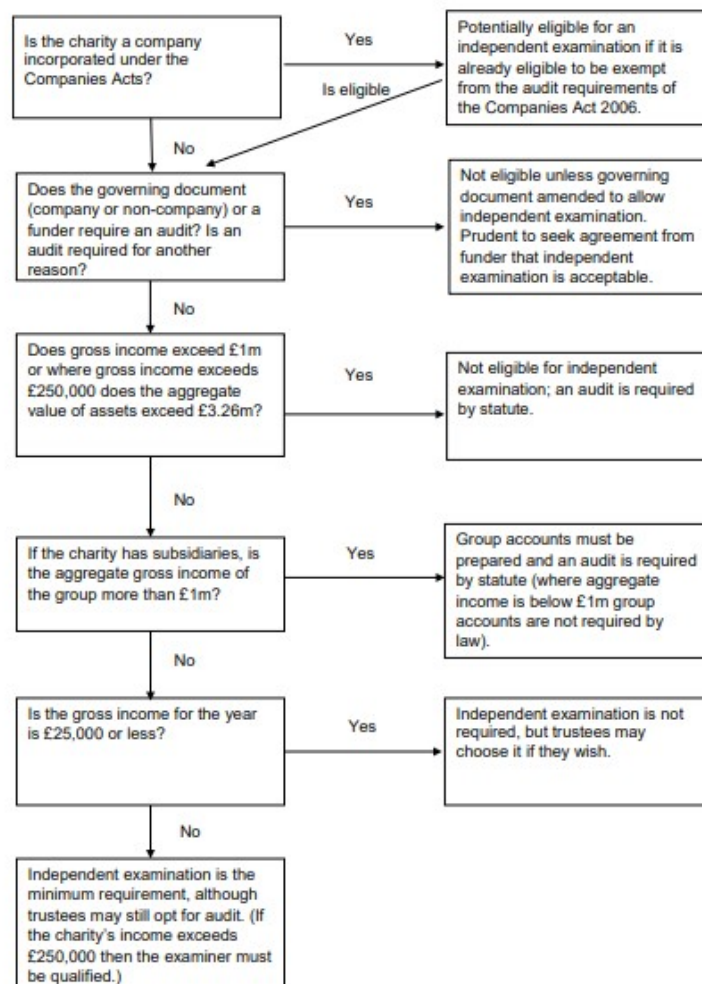 Is the charity a company
incorporated under the
Companies Acts?
Yes
Potentially eligible for an
independent examination if it is
already eligible to be exempt
from the audit requirements of
the Companies Act 2006.
Is eligible
No
Does the governing document
(company or non-company) or a
funder require an audit? Is an
audit required for another
reason?
Yes
Not eligible unless governing
document amended to allow
independent examination.
Prudent to seek agreement from
funder that independent
examination is acceptable.
No
Does gross income exceed £1m
or where gross income exceeds
£250,000 does the aggregate
value of assets exceed £3.26m?
Yes
Not eligible for independent
examination; an audit is required
by statute.
No
If the charity has subsidiaries, is
the aggregate gross income of
the group more than £1m?
Yes
Group accounts must be
prepared and an audit is required
by statute (where aggregate
income is below £1m group
accounts are not required by
law).
No
Is the gross income for the year
is £25,000 or less?
Yes
Independent examination is not
required, but trustees may
choose it if they wish.
No
Independent examination is the
minimum requirement, although
trustees may still opt for audit. (If
the charity's income exceeds
£250,000 then the examiner must
be qualified.)